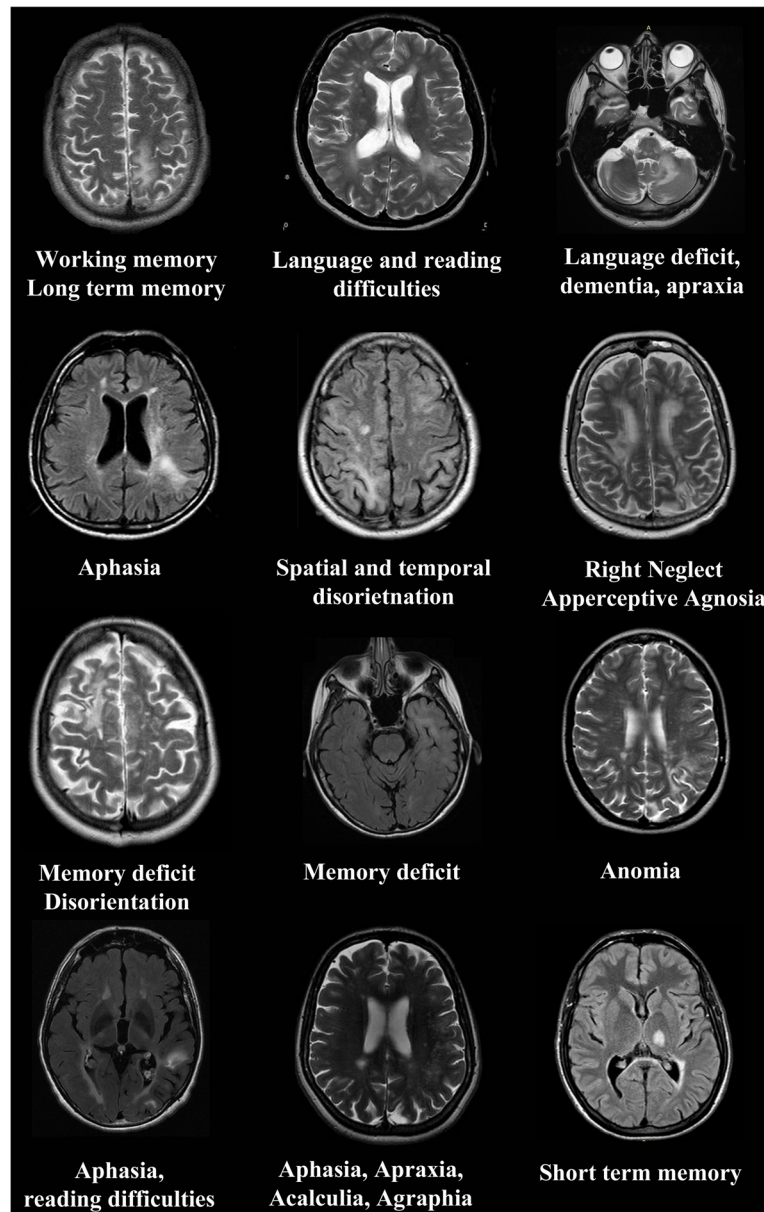 A
Working memory
Long term memory
Language and reading
difficulties
Language deficit,
dementia, apraxia
Aphasia
Spatial and temporal
disorietnation
Right Neglect
Apperceptive Agnosia
Memory deficit
Disorientation
Memory deficit
Anomia
Aphasia,
reading difficulties
Aphasia, Apraxia,
Acalculia, Agraphia
Short term memory